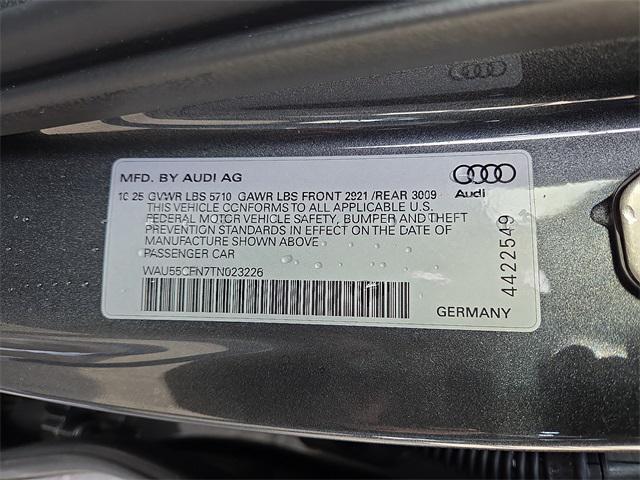 MFD. BY AUDI AG
10 25 GVWR LBS 5710 GAWR LBS FRONT 2921 /REAR 3009
THIS VEHICLE CONFORMS TO ALL APPLICABLE U.S.
FEDERAL MOTOR VEHICLE SAFETY, BUMPER AND THEFT
PREVENTION STANDARDS IN EFFECT ON THE DATE OF
MANUFACTURE SHOWN ABOVE
PASSENGER CAR
WAU55CFN7TN023226
GERMANY
Audi
4422549